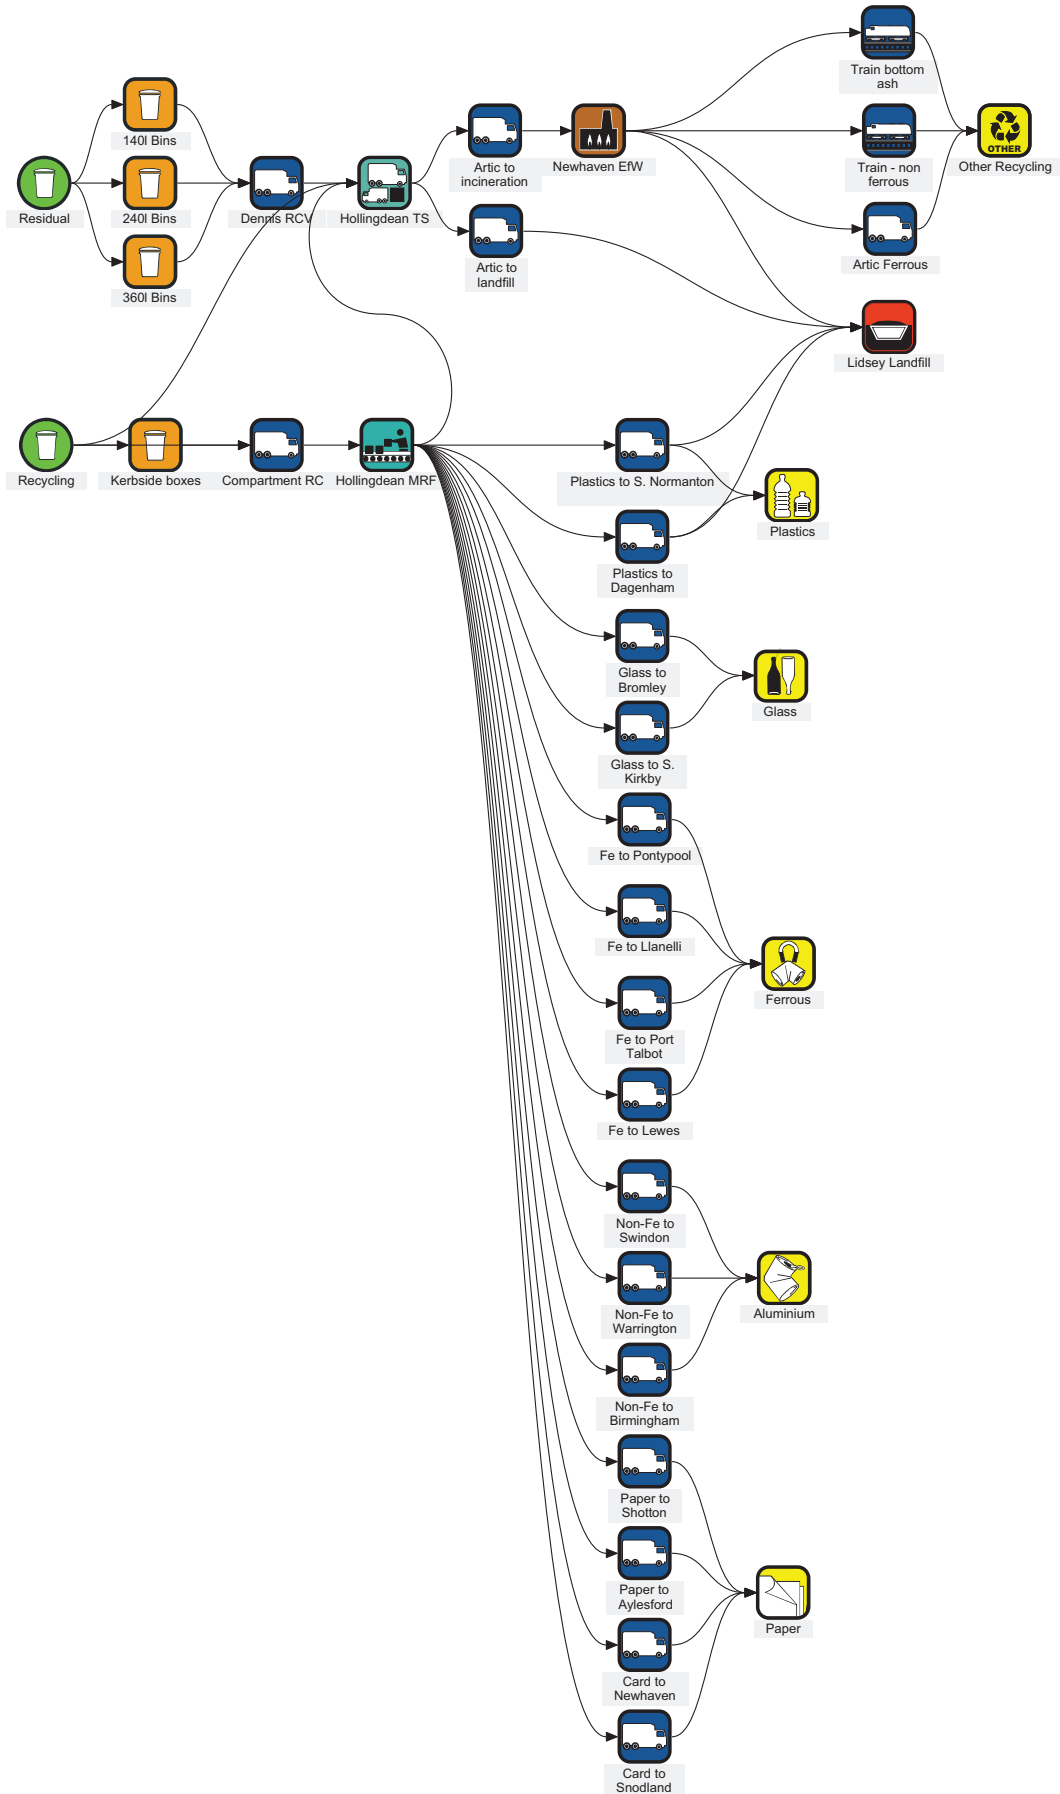 Train bottom
ash
140l Bins
Artic to
incineration
Newhaven EfW
Train - non
ferrous
OTHER
Other Recycling
Residual
240l Bins
Dennis RCV
Hollingdean TS
360l Bins
Artic to
landfill
Artic Ferrous
Lidsey Landfill
Recycling
Kerbside boxes
Compartment RC
Hollingdean MRF
Plastics to S. Normanton
Plastics
Plastics to
Dagenham
Glass to
Bromley
Glass
Glass to S.
Kirkby
Fe to Pontypool
Fe to Llanelli
Ferrous
Fe to Port
Talbot
Fe to Lewes
Non-Fe to
Swindon
Non-Fe to
Warrington
Aluminium
Non-Fe to
Birmingham
Paper to
Shotton
Paper to
Aylesford
Paper
Card to
Newhaven
Card to
Snodland